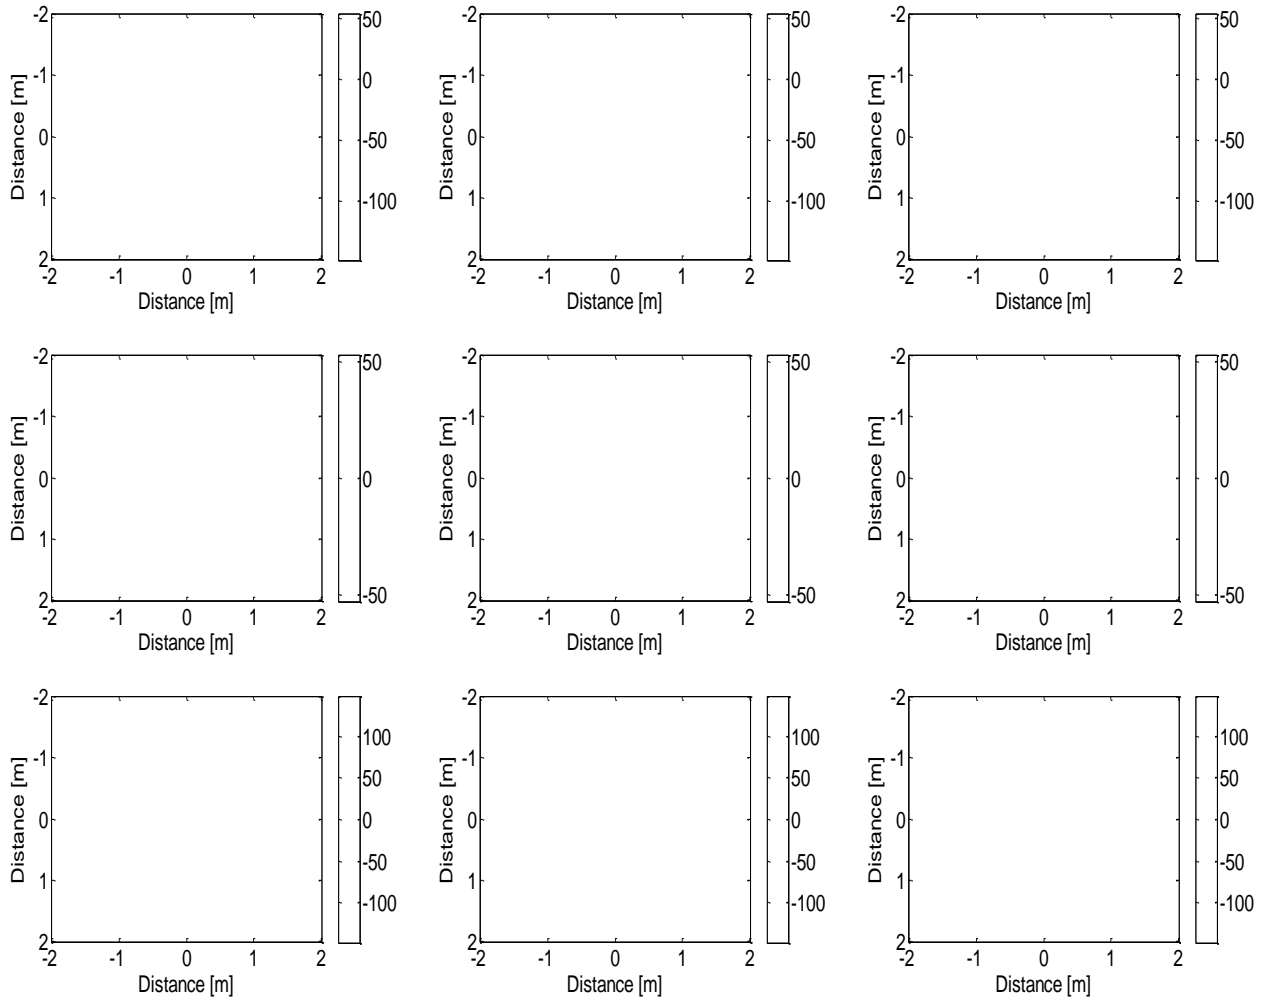 -2 50 -2 50 -2 50
-1 0 -1 0 -1 0
Distance [m] Distance [m] Distance [m]
0 -50 0 -50 0 -50
1 -100 1 -100 1 -100
2 2 2
-2 -1 0 1 2 -2 -1 0 1 2 -2 -1 0 1 2
Distance [m] Distance [m] Distance [m]
-2 50 -2 50 -2 50
-1 -1 -1
Distance [m] Distance [m] Distance [m]
0 0 0 0 0 0
1 1 1
2 -50 2 -50 2 -50
-2 -1 0 1 2 -2 -1 0 1 2 -2 -1 0 1 2
Distance [m] Distance [m] Distance [m]
-2 -2 -2
100 100 100
-1 50 -1 50 -1 50
Distance [m] Distance [m] Distance [m]
0 0 0 0 0 0
-50 -50 -50
1 -100 1 -100 1 -100
2 2 2
-2 -1 0 1 2 -2 -1 0 1 2 -2 -1 0 1 2
Distance [m] Distance [m] Distance [m]